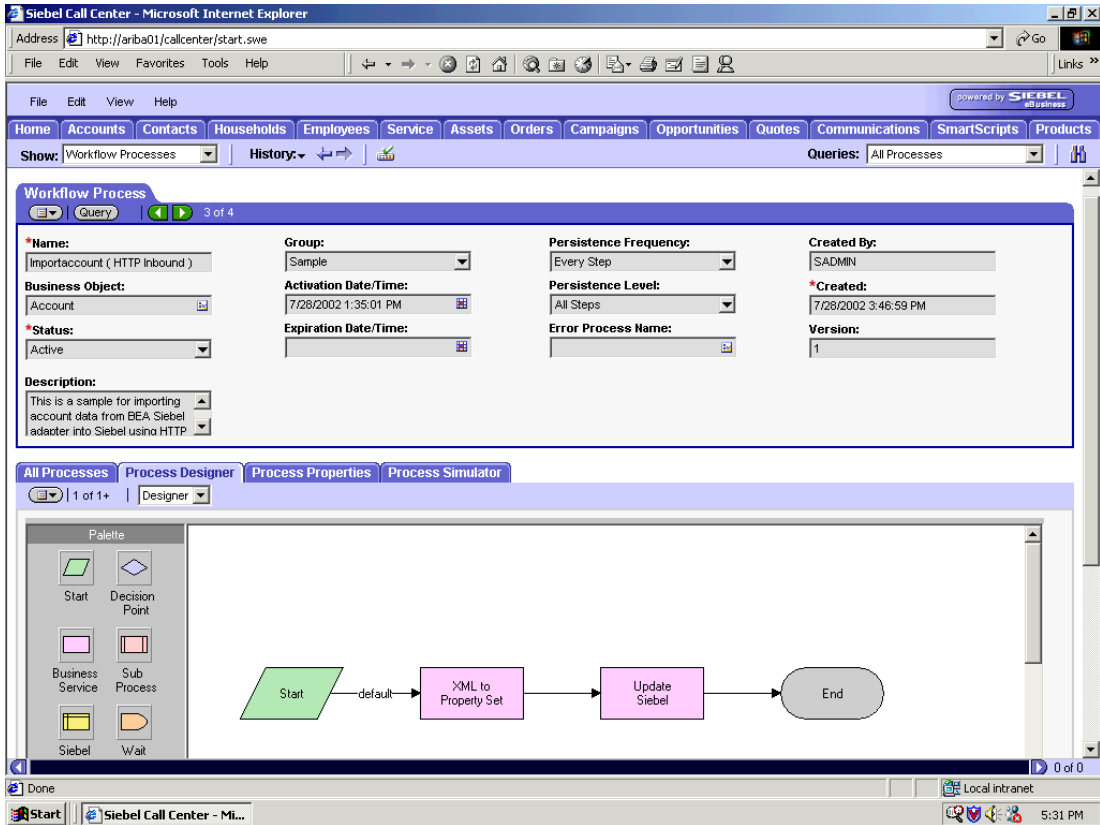 Siebel Call Center - Microsoft Internet Explorer
Address http://ariba01/callcenter/start.swe Go
File Edit View Favorites Tools Help Links »
File Edit View Help powered by SIEBEL eBusiness
Home Accounts Contacts Households Employees Service Assets Orders Campaigns Opportunities Quotes Communications SmartScripts Products
Show: Workflow Processes History: Queries: All Processes
Workflow Process
Query 3 of 4
*Name: Group: Persistence Frequency: Created By:
Importaccount ( HTTP Inbound ) Sample Every Step SADMIN
Business Object: Activation Date/Time: Persistence Level: *Created:
Account 7/28/2002 1:35:01 PM All Steps 7/28/2002 3:46:59 PM
*Status: Expiration Date/Time: Error Process Name: Version:
Active 1
Description:
This is a sample for importing
account data from BEA Siebel
adapter into Siebel using HTTP
All Processes Process Designer Process Properties Process Simulator
1 of 1+ Designer
Palette
Start Decision
Point
Business Sub
Service Process
Siebel Wait
Start default XML to
Property Set Update
Siebel End
0 of 0
Done Local intranet
Start Siebel Call Center - Mi... 5:31 PM